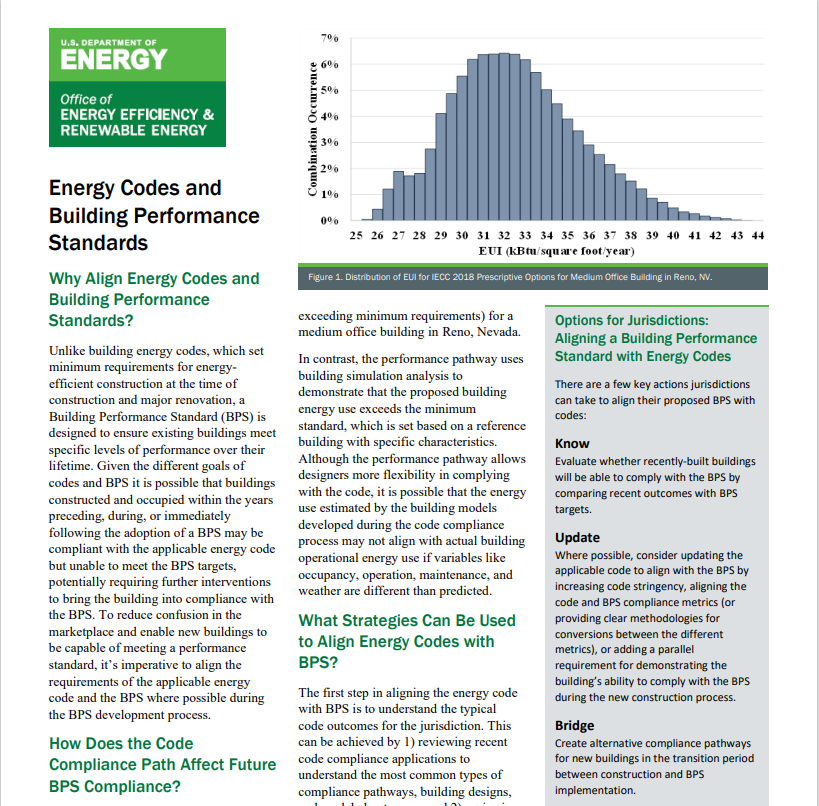 U.S. DEPARTMENT OF
ENERGY
Office of
ENERGY EFFICIENCY &
RENEWABLE ENERGY
Energy Codes and
Building Performance
Standards
Why Align Energy Codes and
Building Performance
Standards?
Unlike building energy codes, which set
minimum requirements for energy-
efficient construction at the time of
construction and major renovation, a
Building Performance Standard (BPS) is
designed to ensure existing buildings meet
specific levels of performance over their
lifetime. Given the different goals of
codes and BPS it is possible that buildings
constructed and occupied within the years
preceding, during, or immediately
following the adoption of a BPS may be
compliant with the applicable energy code
but unable to meet the BPS targets,
potentially requiring further interventions
to bring the building into compliance with
the BPS. To reduce confusion in the
marketplace and enable new buildings to
be capable of meeting a performance
standard, it's imperative to align the
requirements of the applicable energy
code and the BPS where possible during
the BPS development process.
How Does the Code
Compliance Path Affect Future
BPS Compliance?
Combination Occurrence
7%
6%
5%
4%
3%
2%
1%
0%
25 26 27 28 29 30 31 32 33 34 35 36 37 38 39 40 41 42 43 44
EUI (kBtu/square foot/year)
Figure 1. Distribution of EUI for IECC 2018 Prescriptive Options for Medium Office Building in Reno, NV.
exceeding minimum requirements) for a
medium office building in Reno, Nevada.
In contrast, the performance pathway uses
building simulation analysis to
demonstrate that the proposed building
energy use exceeds the minimum
standard, which is set based on a reference
building with specific characteristics.
Although the performance pathway allows
designers more flexibility in complying
with the code, it is possible that the energy
use estimated by the building models
developed during the code compliance
process may not align with actual building
operational energy use if variables like
occupancy, operation, maintenance, and
weather are different than predicted.
What Strategies Can Be Used
to Align Energy Codes with
BPS?
The first step in aligning the energy code
with BPS is to understand the typical
code outcomes for the jurisdiction. This
can be achieved by 1) reviewing recent
code compliance applications to
understand the most common types of
compliance pathways, building designs,
Options for Jurisdictions:
Aligning a Building Performance
Standard with Energy Codes
There are a few key actions jurisdictions
can take to align their proposed BPS with
codes:
Know
Evaluate whether recently-built buildings
will be able to comply with the BPS by
comparing recent outcomes with BPS
targets.
Update
Where possible, consider updating the
applicable code to align with the BPS by
increasing code stringency, aligning the
code and BPS compliance metrics (or
providing clear methodologies for
conversions between the different
metrics), or adding a parallel
requirement for demonstrating the
building's ability to comply with the BPS
during the new construction process.
Bridge
Create alternative compliance pathways
for new buildings in the transition period
between construction and BPS
implementation.